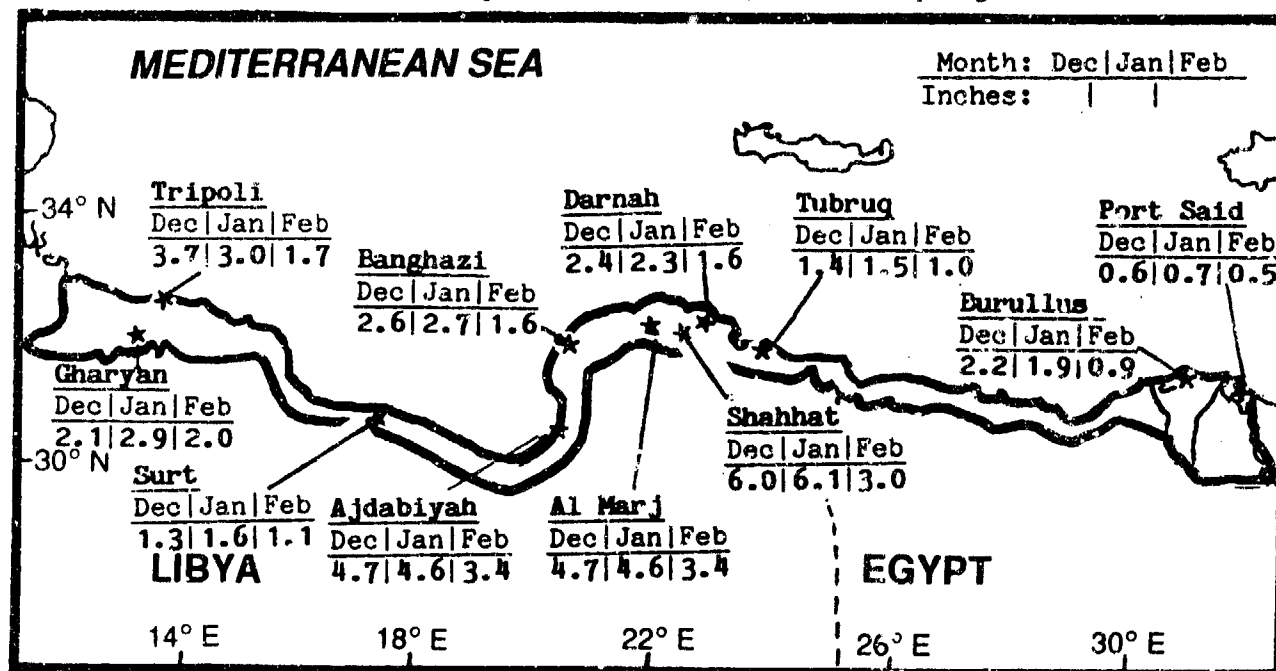 MEDITERRANEAN SEA
Month: Dec|Jan|Feb
Inches: | |
34° N
Tripoli
Dec|Jan|Feb
3.7|3.0|1.7
Banghazi
Dec|Jan|Feb
2.6|2.7|1.6
Darnah
Dec|Jan|Feb
2.4|2.3|1.6
Tubruq
Dec|Jan|Feb
1.4|1.5|1.0
Port Said
Dec|Jan|Feb
0.6|0.7|0.5
Burullus
Dec|Jan|Feb
2.2|1.9|0.9
Gharyan
Dec|Jan|Feb
2.1|2.9|2.0
30° N
Surt
Dec|Jan|Feb
1.3|1.6|1.1
Ajdabiyah
Dec|Jan|Feb
4.7|4.6|3.4
Al Marj
Dec|Jan|Feb
4.7|4.6|3.4
Shahhat
Dec|Jan|Feb
6.0|6.1|3.0
LIBYA
EGYPT
14° E
18° E
22° E
26° E
30° E